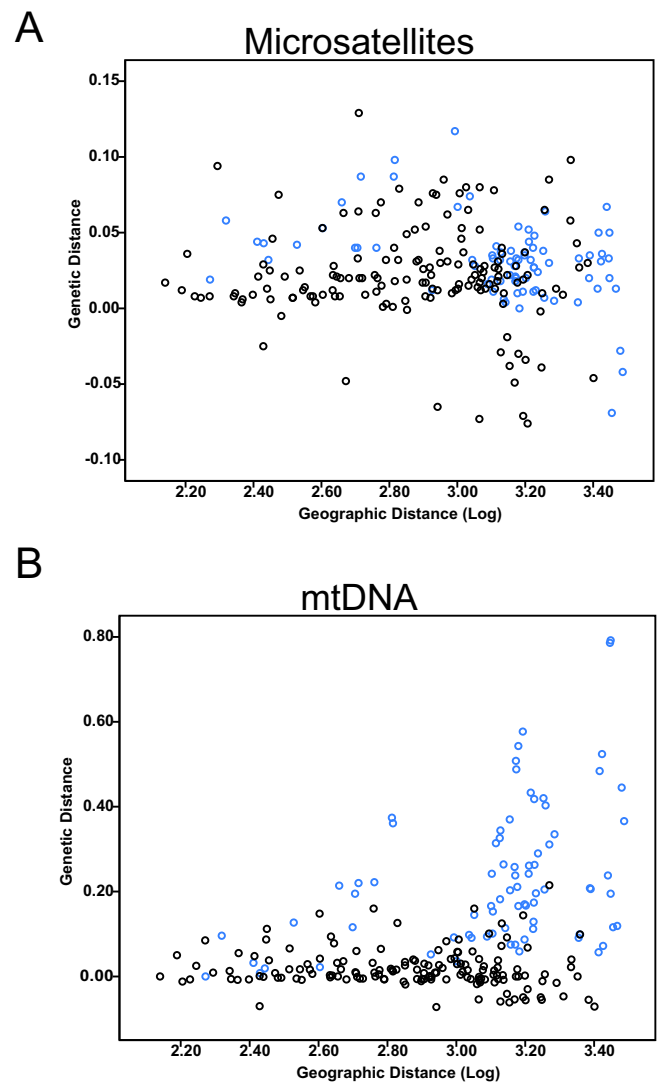 A
Microsatellites
0.15
0.10
0.05
0.00
-0.05
-0.10
Genetic Distance
2.20 2.40 2.60 2.80 3.00 3.20 3.40
Geographic Distance (Log)
B
mtDNA
0.80
0.60
0.40
0.20
0.00
Genetic Distance
2.20 2.40 2.60 2.80 3.00 3.20 3.40
Geographic Distance (Log)